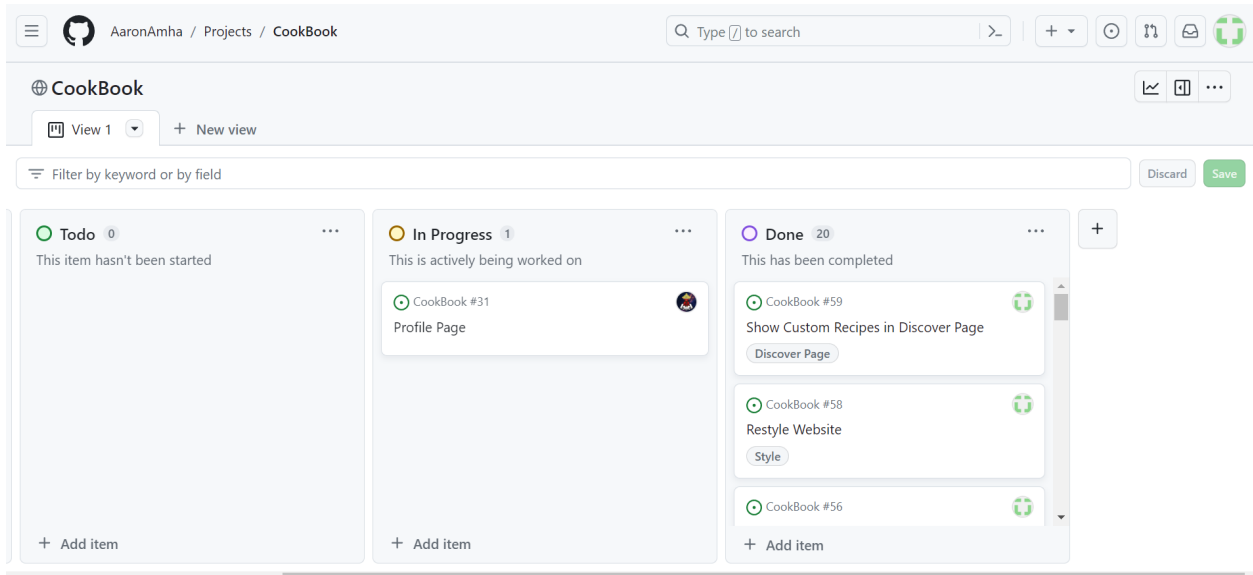 AaronAmha / Projects / CookBook
Type / to search
CookBook
View 1
New view
Filter by keyword or by field
Discard
Save
Todo 0
This item hasn't been started
Add item
In Progress 1
This is actively being worked on
CookBook #31
Profile Page
Add item
Done 20
This has been completed
CookBook #59
Show Custom Recipes in Discover Page
Discover Page
CookBook #58
Restyle Website
Style
CookBook #56
Add item